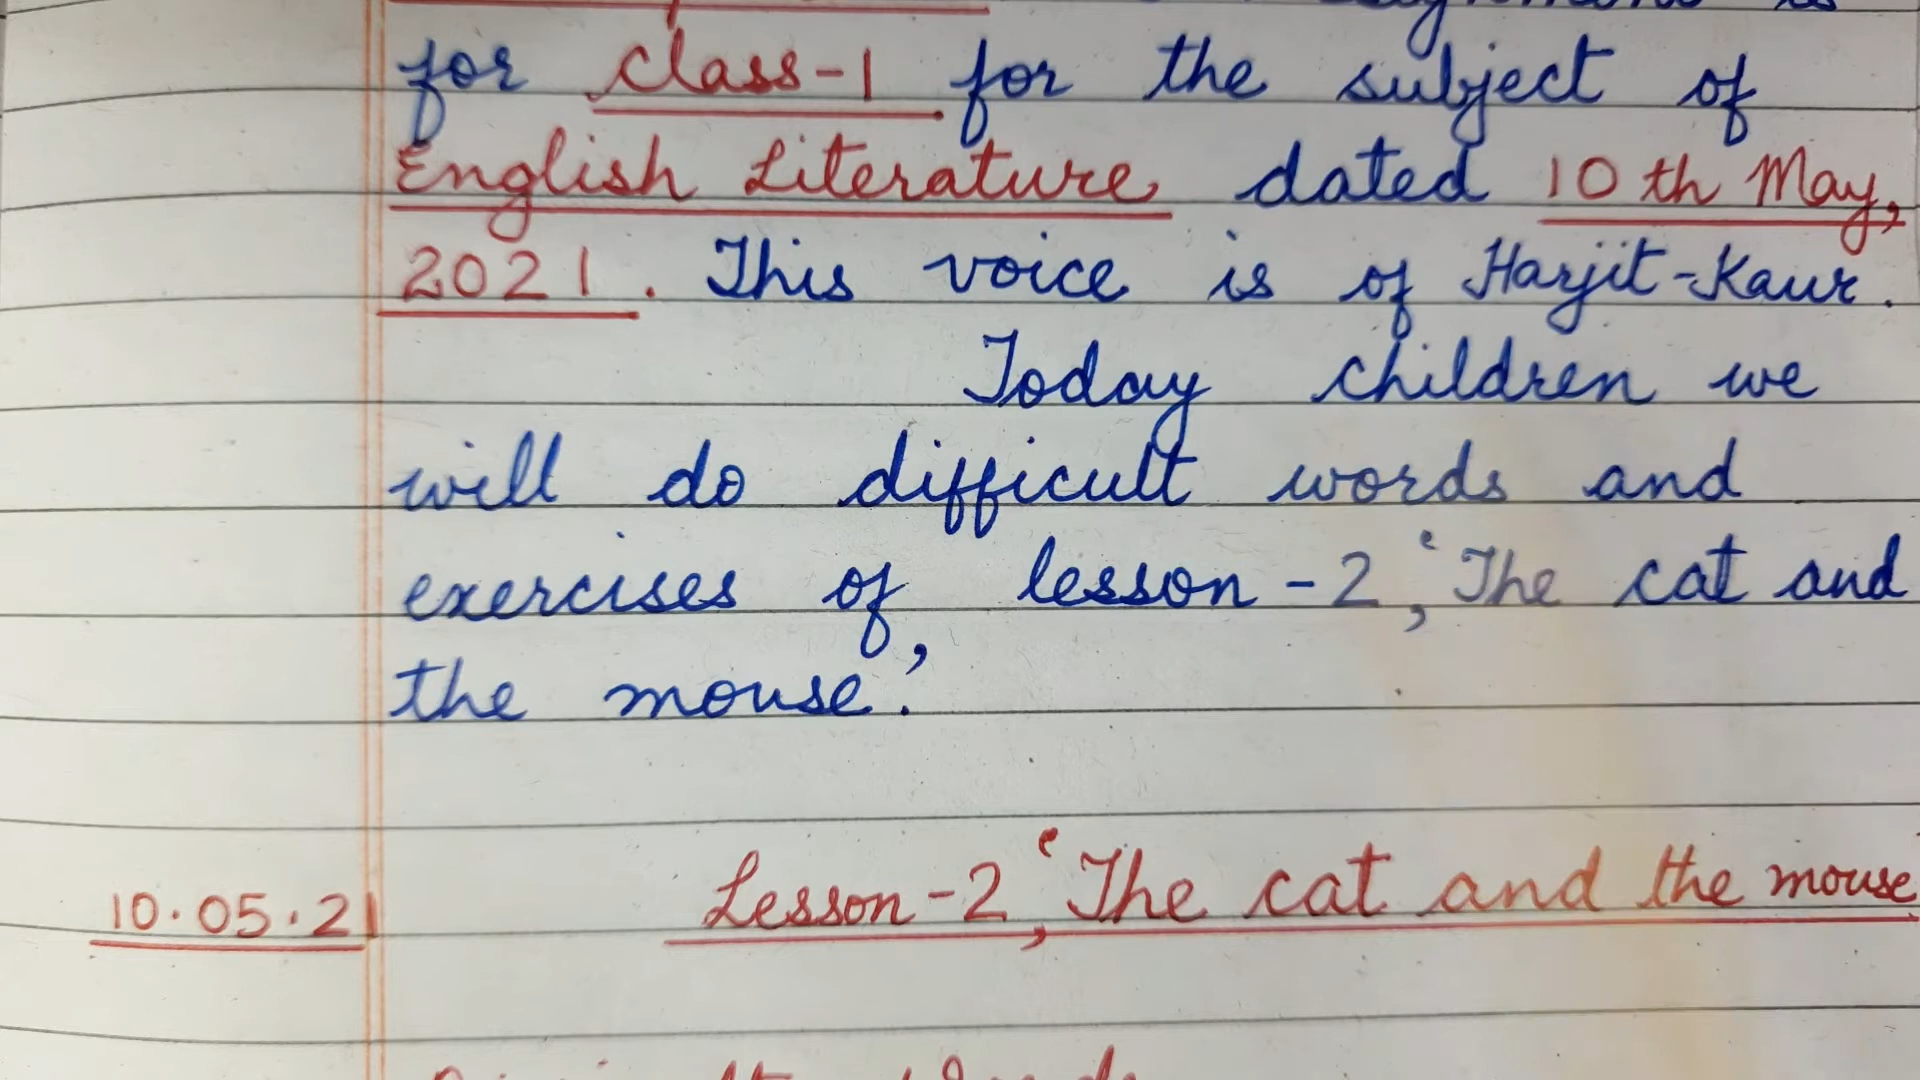 for class-1 for the subject of
English Literature dated 10th May,
2021. This voice is of Harjit-Kaur.
Today children we
will do difficult words and
exercises of lesson-2, 'The cat and
the mouse.'
10.05.21 Lesson-2, 'The cat and the mouse'